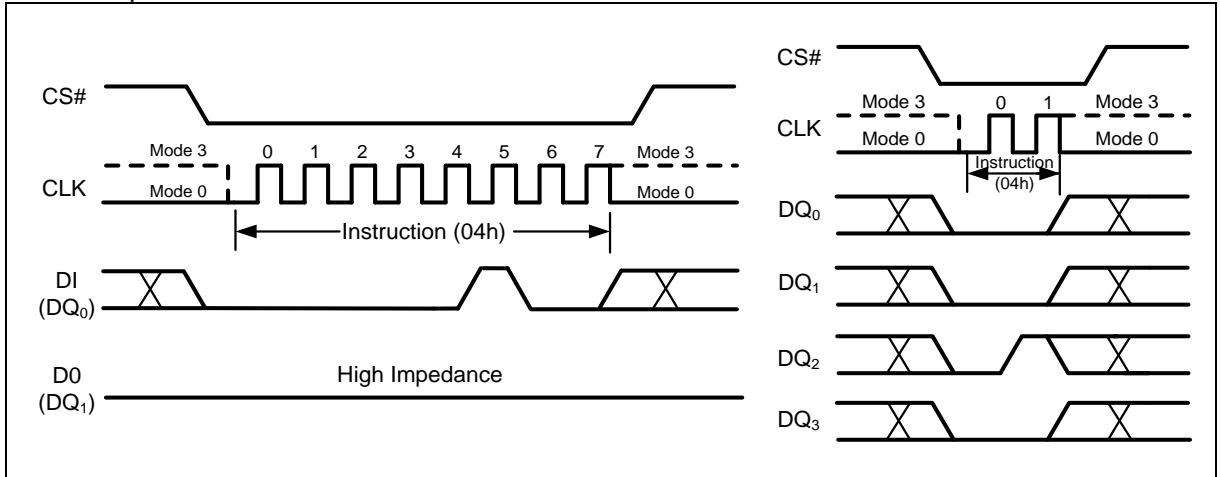 CS#
Mode 3 0 1 2 3 4 5 6 7 Mode 3
CLK
Mode 0 Mode 0
Instruction (04h)
DI
(DQ0)
D0
(DQ1)
High Impedance
CS#
Mode 3 0 1 Mode 3
CLK
Mode 0 Mode 0
Instruction
(04h)
DQ0
DQ1
DQ2
DQ3